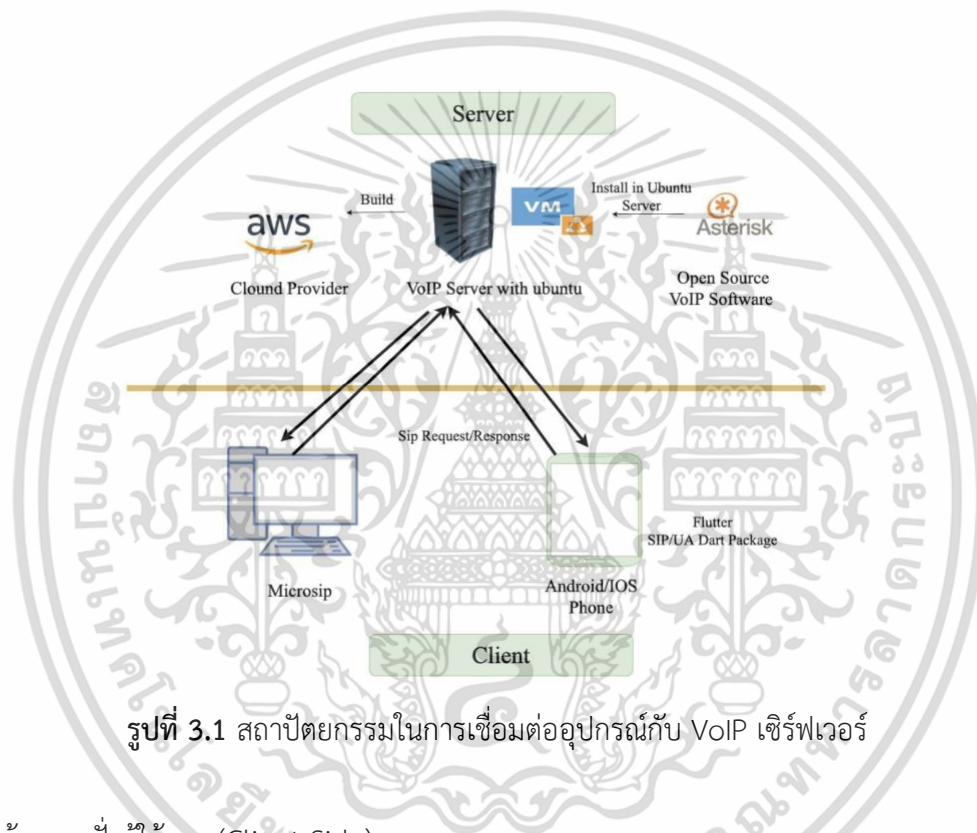 Server
Build
aws
Clound Provider
VM
VoIP Server with ubuntu
Install in Ubuntu
Server
Asterisk
Open Source
VoIP Software
Sip Request/Response
Microsip
Android/IOS
Phone
Flutter
SIP/UA Dart Package
Client
รูปที่ 3.1 สถาปัตยกรรมในการเชื่อมต่ออุปกรณ์กับ VoIP เซิร์ฟเวอร์